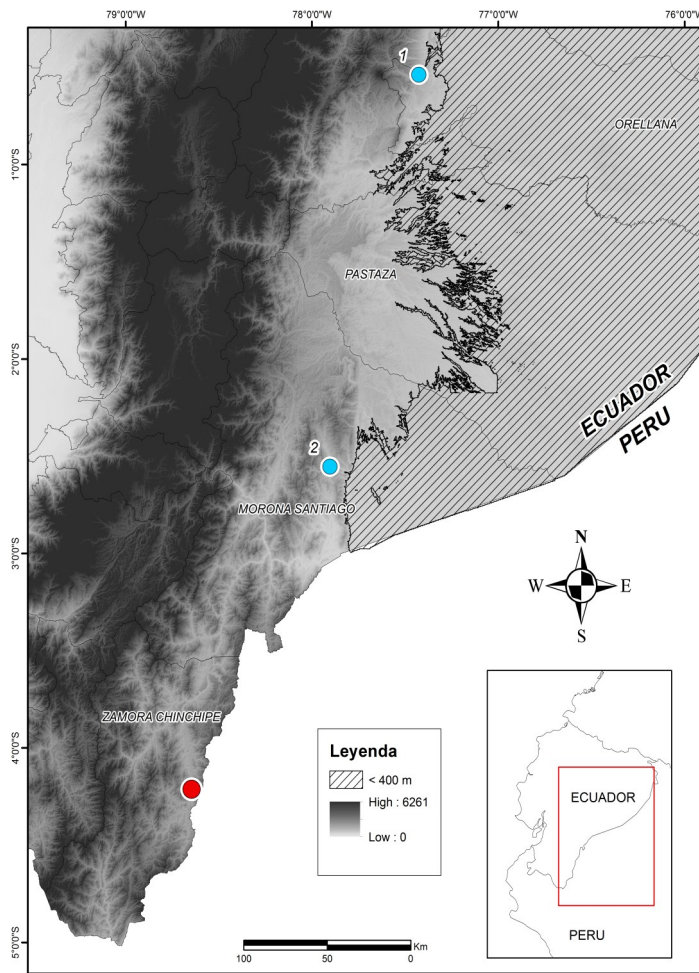 79°0'0"W
78°0'0"W
77°0'0"W
76°0'0"W
1
ORELLANA
1°0'0"S
PASTAZA
2°0'0"S
ECUADOR
PERU
2
MORONA SANTIAGO
3°0'0"S
N
W E
S
ZAMORA CHINCHIPE
4°0'0"S
Leyenda
< 400 m
High : 6261
Low : 0
ECUADOR
PERU
5°0'0"S
Km
100 50 0